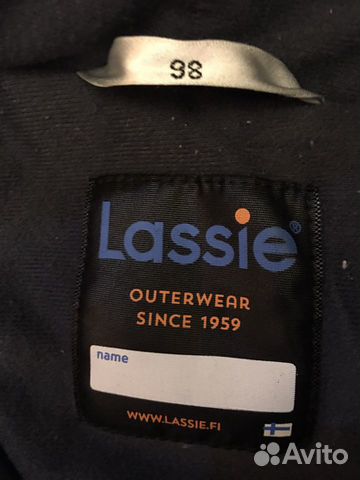 98
Lassie®
OUTERWEAR
SINCE 1959
name
WWW.LASSIE.FI
Avito